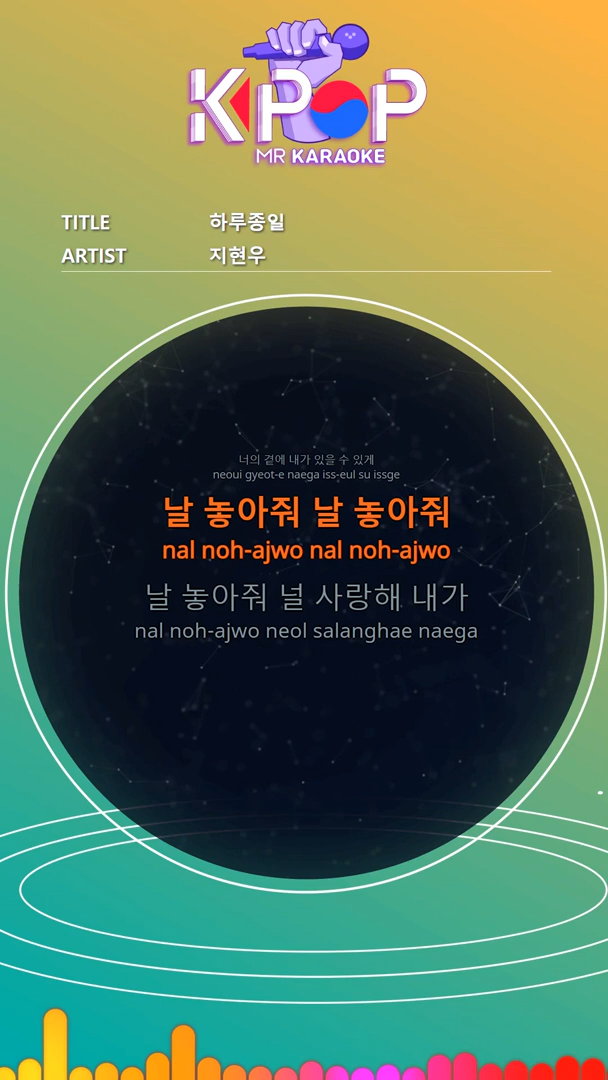 KPOP
MR KARAOKE
TITLE 하루종일
ARTIST 지현우
너의 곁에 내가 있을 수 있게
neoui gyeot-e naega iss-eul su issge
날 놓아줘 날 놓아줘
nal noh-ajwo nal noh-ajwo
날 놓아줘 널 사랑해 내가
nal noh-ajwo neol salanghae naega